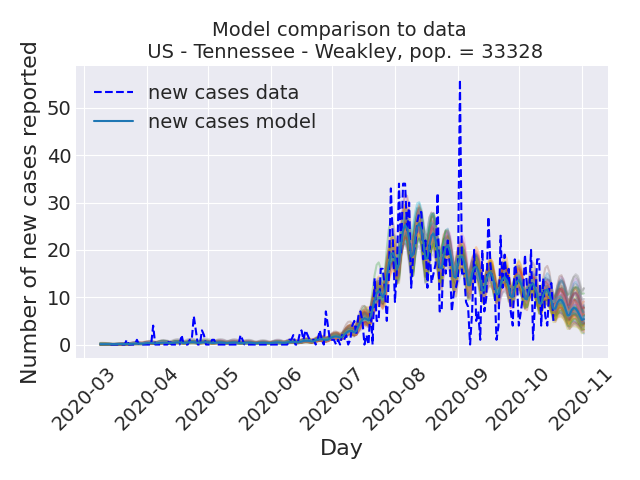 Model comparison to data
US - Tennessee - Weakley, pop. = 33328
Number of new cases reported
new cases data
new cases model
50
40
30
20
10
0
2020-03
2020-04
2020-05
2020-06
2020-07
2020-08
2020-09
2020-10
2020-11
Day